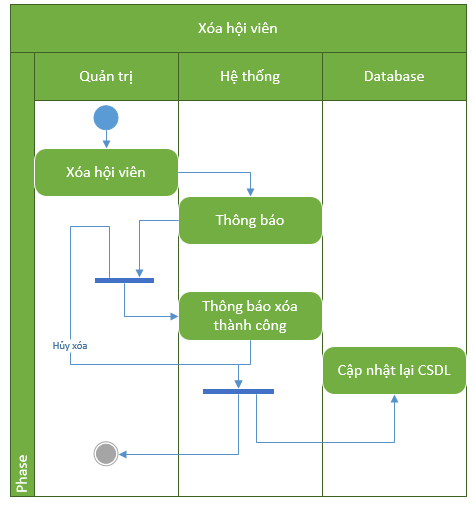 Xóa hội viên
Quản trị
Hệ thống
Database
Xóa hội viên
Thông báo
Thông báo xóa
thành công
Hủy xóa
Cập nhật lại CSDL
Phase